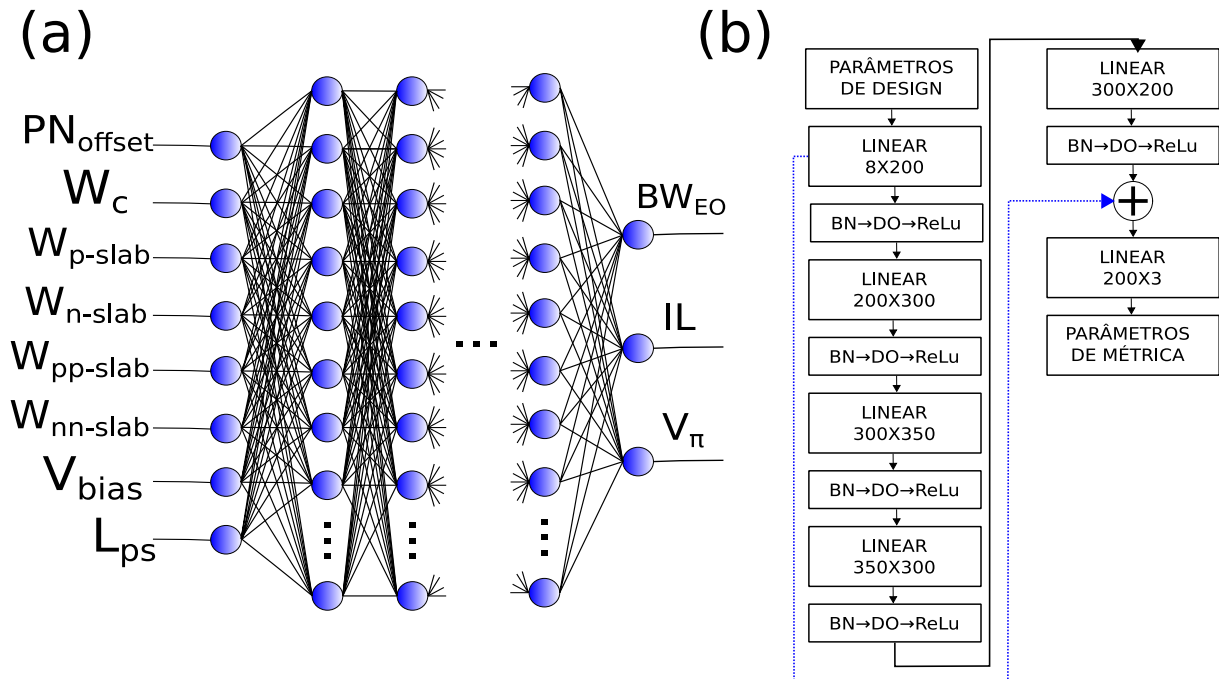 (a)
PN_offset
W_c
W_p-slab
W_n-slab
W_pp-slab
W_nn-slab
V_bias
L_ps
BW_EO
IL
V_π
(b)
PARÂMETROS
DE DESIGN
LINEAR
8X200
BN→DO→ReLu
LINEAR
200X300
BN→DO→ReLu
LINEAR
300X350
BN→DO→ReLu
LINEAR
350X300
BN→DO→ReLu
LINEAR
300X200
BN→DO→ReLu
+
LINEAR
200X3
PARÂMETROS
DE MÉTRICA